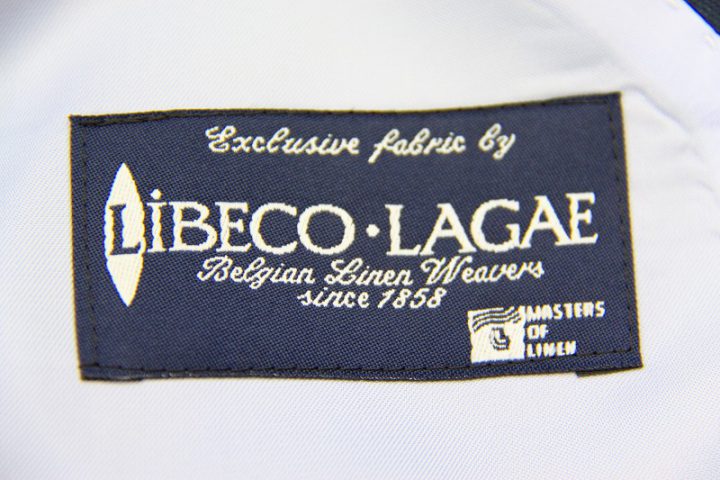 Exclusive fabric by
LiBECO·LAGAE
Belgian Linen Weavers
since 1858
MASTERS
OF
LINEN